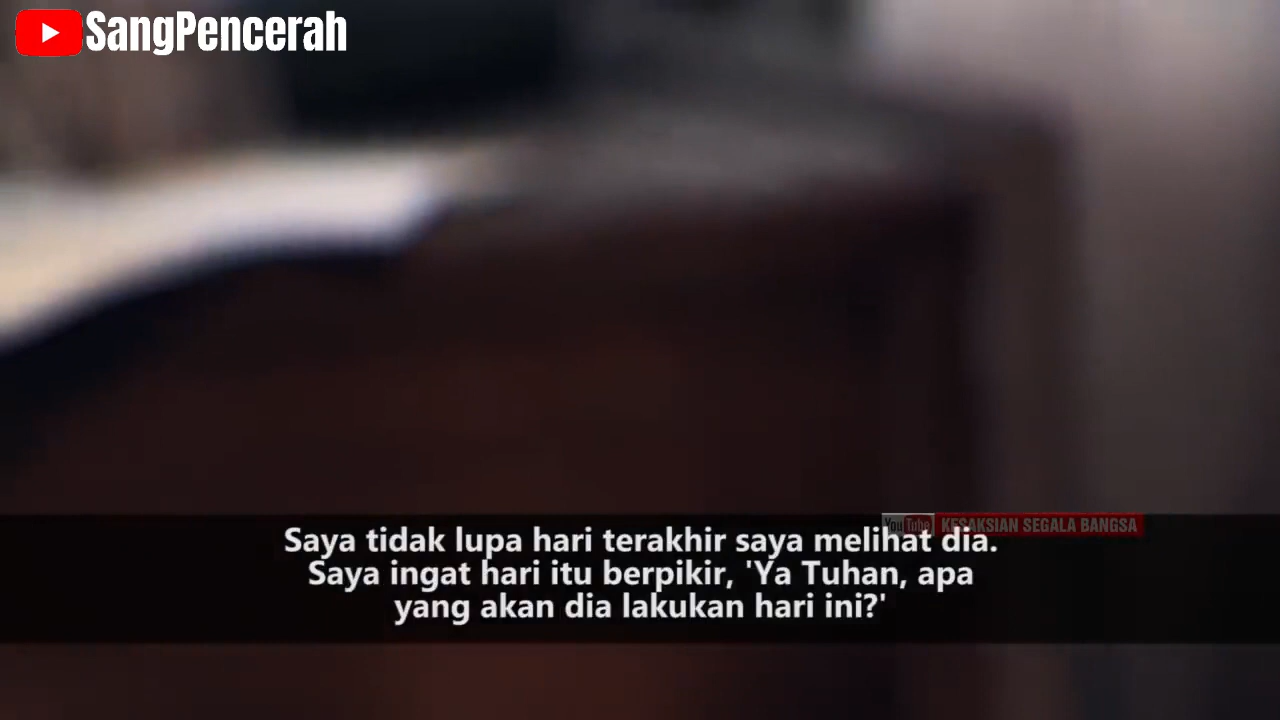 SangPencerah
YouTube KESAKSIAN SEGALA BANGSA
Saya tidak lupa hari terakhir saya melihat dia.
Saya ingat hari itu berpikir, 'Ya Tuhan, apa
yang akan dia lakukan hari ini?'